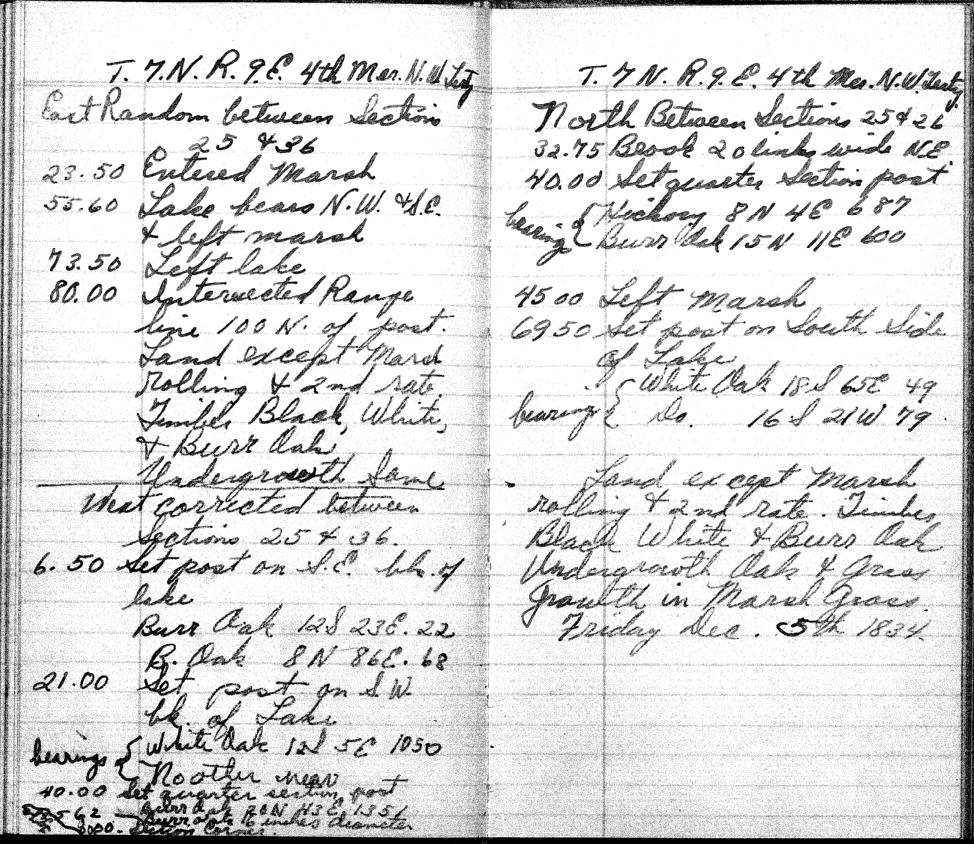 T. 7. N. R. 9. E. 4th Mer. N. W. Terty
East Random between Sections
25 & 36
23.50 Entered Marsh
55.60 Lake bears N.W. & S.E.
& left marsh
73.50 Left lake
80.00 Intersected Range
line 100 N. of post.
Land except Marsh
rolling & 2nd rate
Timber Black, White,
& Burr Oak
Undergrowth Same
West corrected between
Sections 25 & 36.
6.50 Set post on S.E. bk. of
lake
Burr Oak 12 S 23 E. 22
B. Oak 8 N 86 E. 68
21.00 Set post on S.W.
bk. of Lake
bearings { White Oak 12 S 5 E 1050
No other near
40.00 Set quarter section post
Burr Oak 20 N 43 E 135
Burr oak 16 inches diameter
Section Corner.
T. 7 N. R. 9 E. 4th Mer. N.W. Terty.
North Between Sections 25 & 26
32.75 Brook 20 links wide N.E.
40.00 Set quarter Section post
bearings { Hickory 8 N 4 E 687
Burr Oak 15 N 11 E 600
45 00 Left Marsh
69 50 Set post on South Side
of Lake
bearing { White Oak 18 S 65 E 49
Do. 16 S 21 W. 79
Land except Marsh
rolling & 2nd rate. Timber
Black White & Burr Oak
Undergrowth Oak & Grass
Growth in Marsh Grass.
Friday Dec. 5th 1834